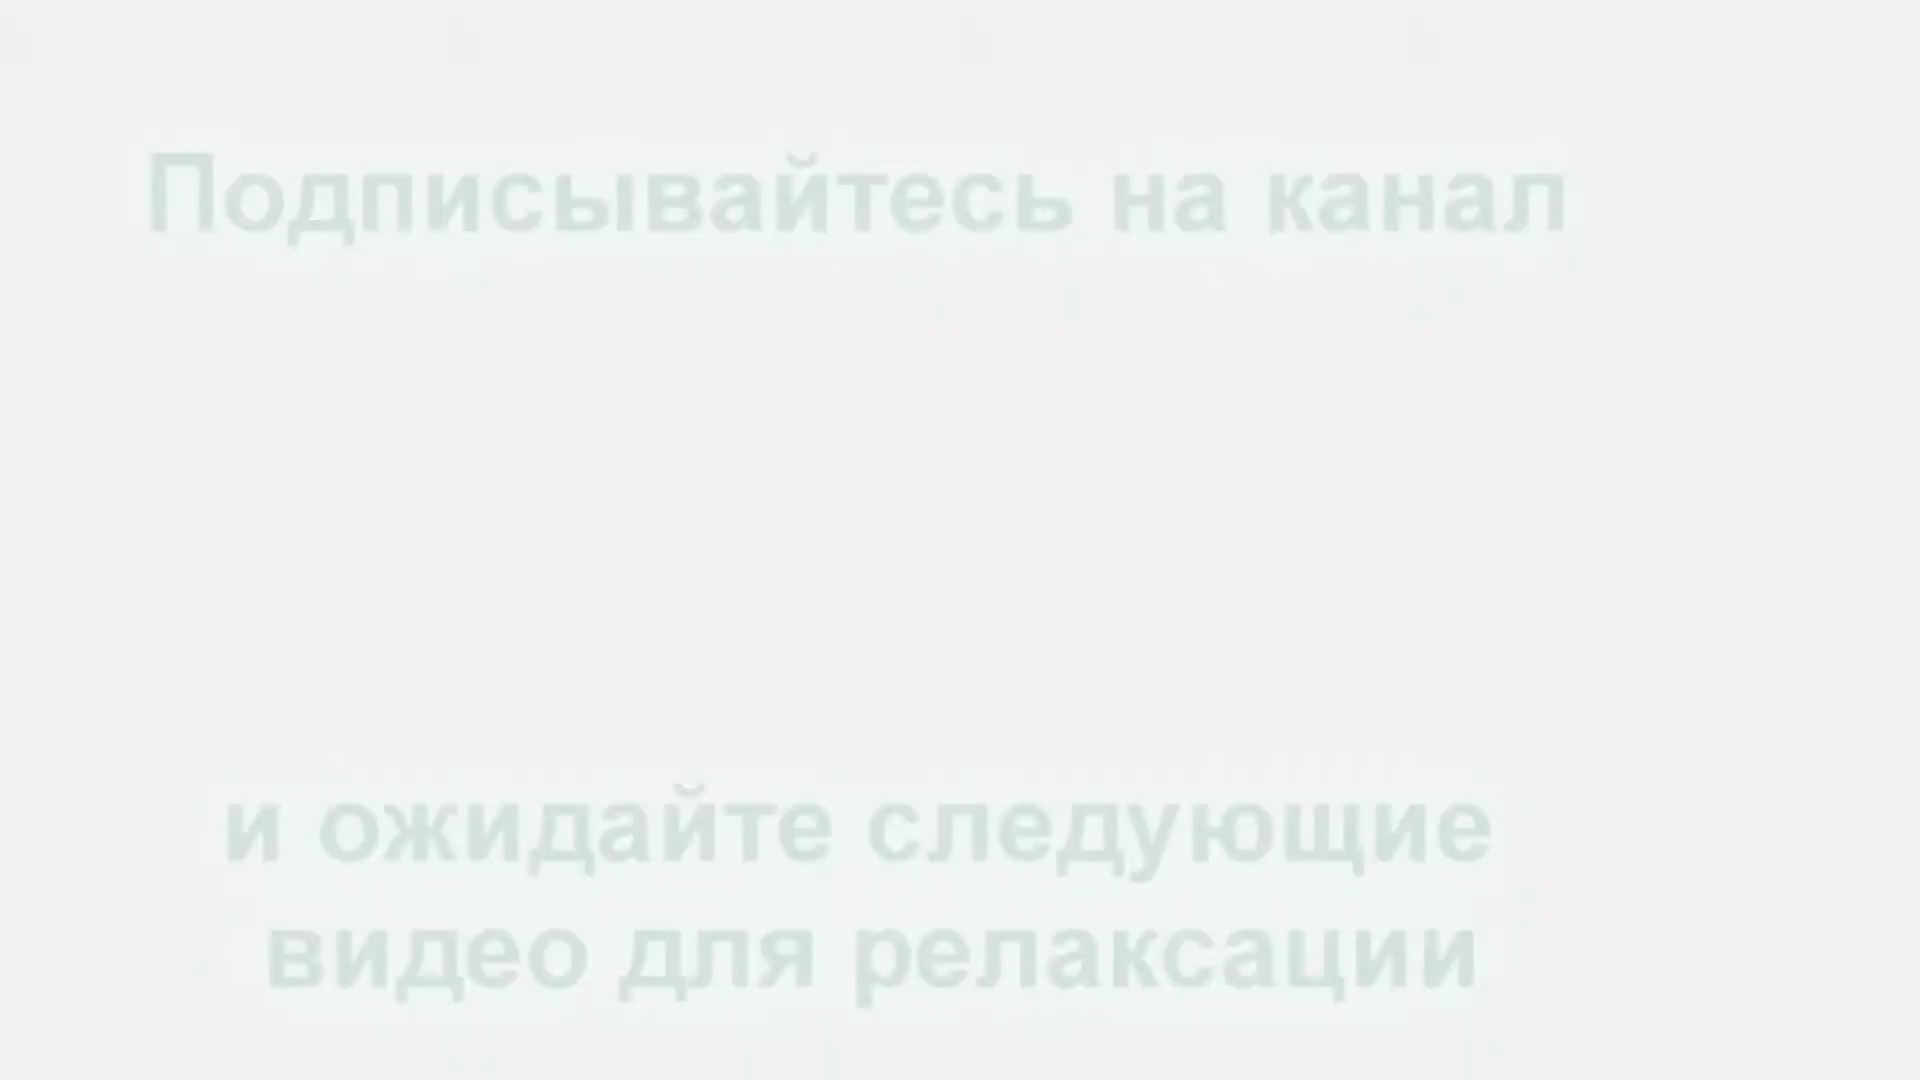 Подписывайтесь на канал
и ожидайте следующие
видео для релаксации